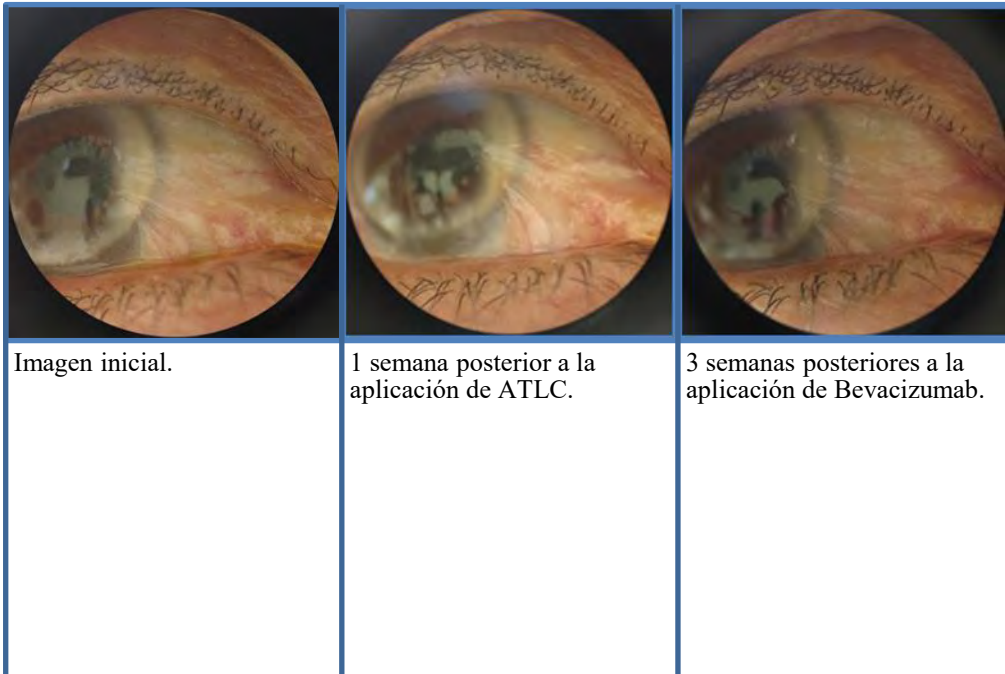 Imagen inicial.
1 semana posterior a la
aplicación de ATLC.
3 semanas posteriores a la
aplicación de Bevacizumab.